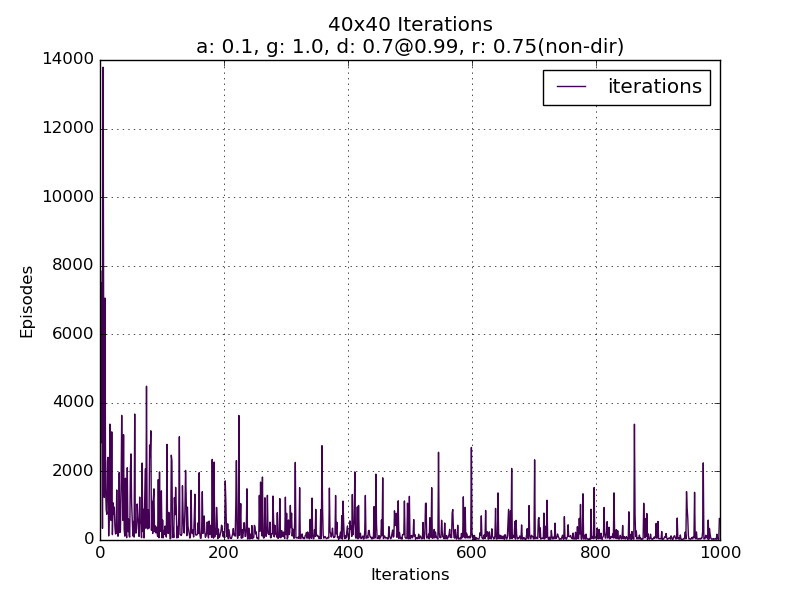 40x40 Iterations
a: 0.1, g: 1.0, d: 0.7@0.99, r: 0.75(non-dir)
iterations
14000
12000
10000
8000
6000
4000
2000
0
Episodes
0 200 400 600 800 1000
Iterations